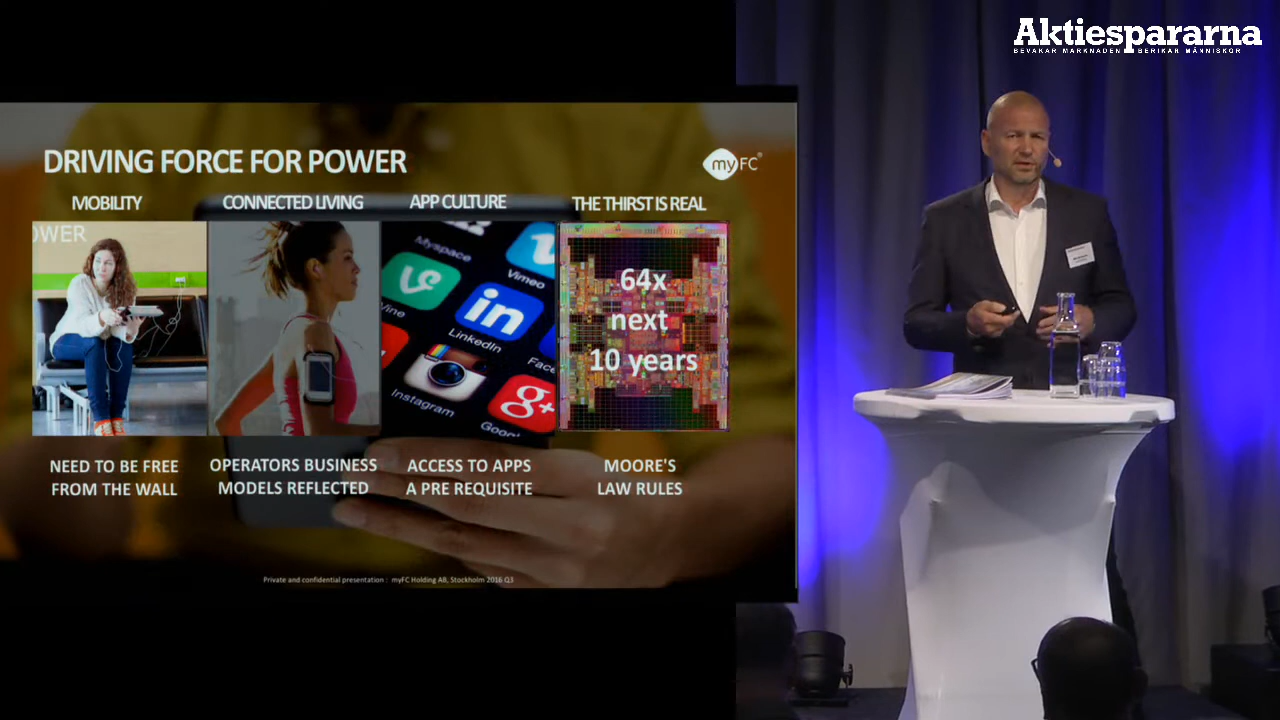 Aktiespararna
BEVAKAR MARKNADEN BERIKAR MÄNNISKOR
DRIVING FORCE FOR POWER
myFC®
MOBILITY
CONNECTED LIVING
APP CULTURE
THE THIRST IS REAL
OWER
Myspace
Vimeo
Vine
LinkedIn
Face
Instagram
Googl
g+
64x
next
10 years
NEED TO BE FREE
FROM THE WALL
OPERATORS BUSINESS
MODELS REFLECTED
ACCESS TO APPS
A PRE REQUISITE
MOORE'S
LAW RULES
Private and confidential presentation : myFC Holding AB, Stockholm 2016 Q3